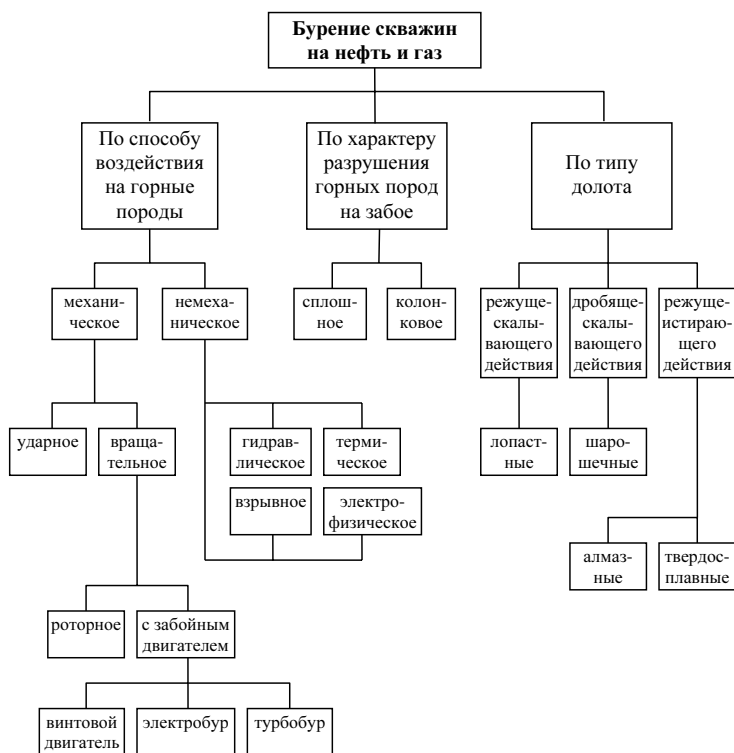 Бурение скважин
на нефть и газ
По способу
воздействия
на горные
породы
По характеру
разрушения
горных пород
на забое
По типу
долота
механи-
ческое
немеха-
ническое
сплош-
ное
колон-
ковое
режуще-
скалы-
вающего
действия
дробяще-
скалы-
вающего
действия
режуще-
истираю-
щего
действия
ударное
враща-
тельное
гидрав-
лическое
терми-
ческое
лопаст-
ные
шаро-
шечные
взрывное
электро-
физическое
алмаз-
ные
твердос-
плавные
роторное
с забойным
двигателем
винтовой
двигатель
электробур
турбобур